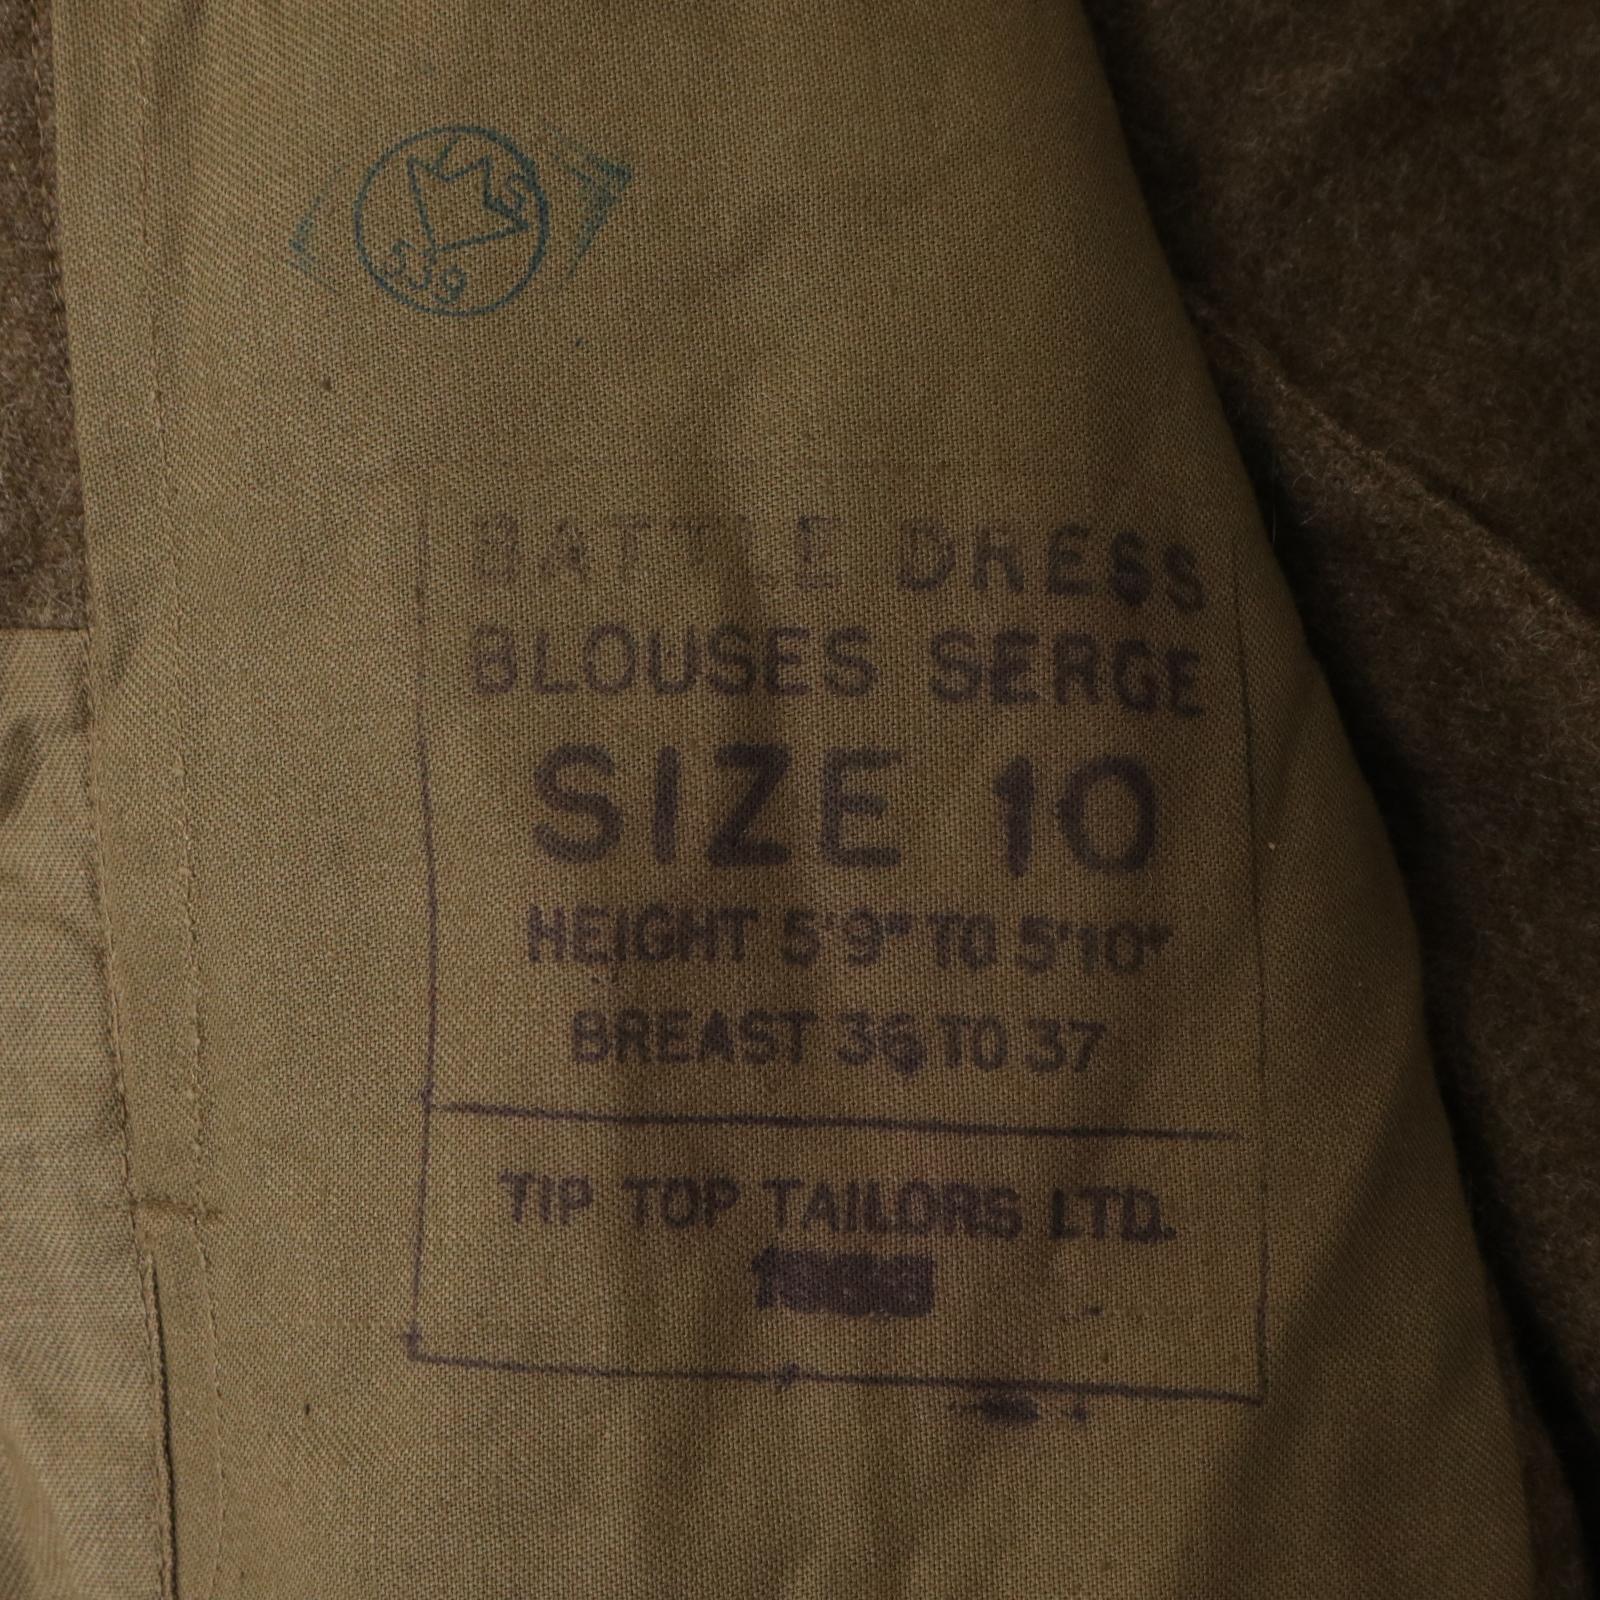 S
539
BATTLE DRESS
BLOUSES SERGE
SIZE 10
HEIGHT 5'9" TO 5'10"
BREAST 36 TO 37
TIP TOP TAILORS LTD.